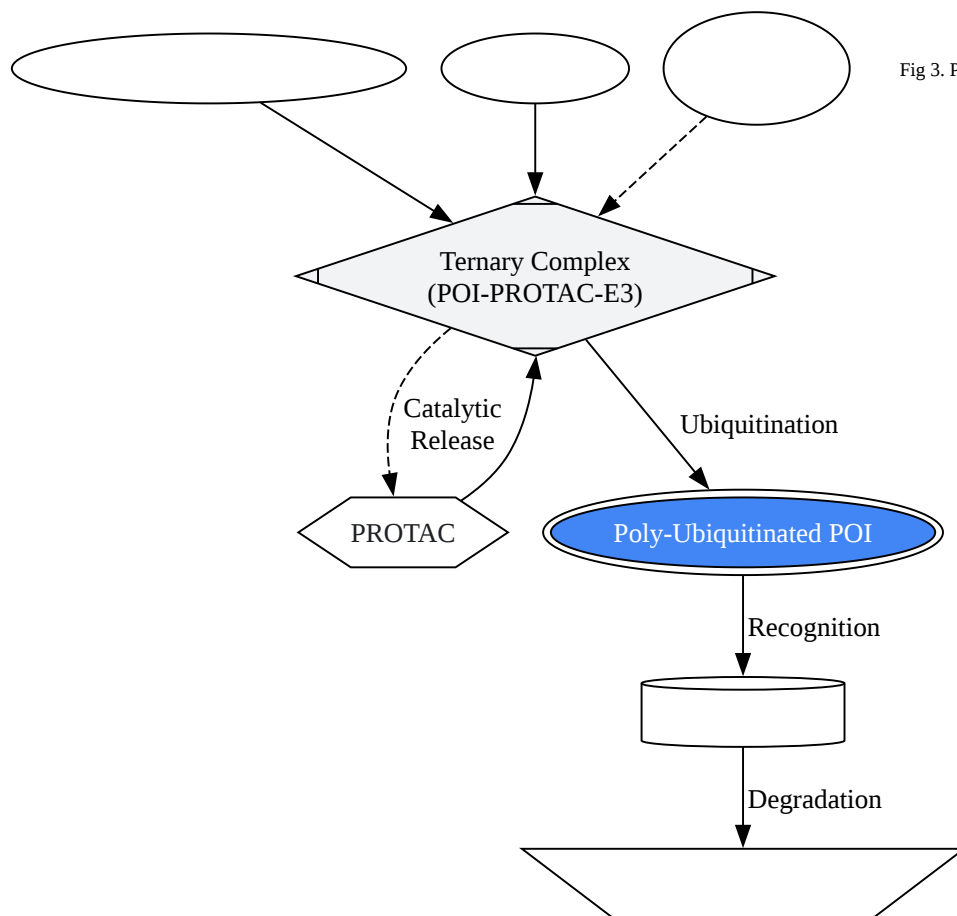 Fig 3. P
Ternary Complex
(POI-PROTAC-E3)
Catalytic
Release
Ubiquitination
PROTAC
Poly-Ubiquitinated POI
Recognition
Degradation